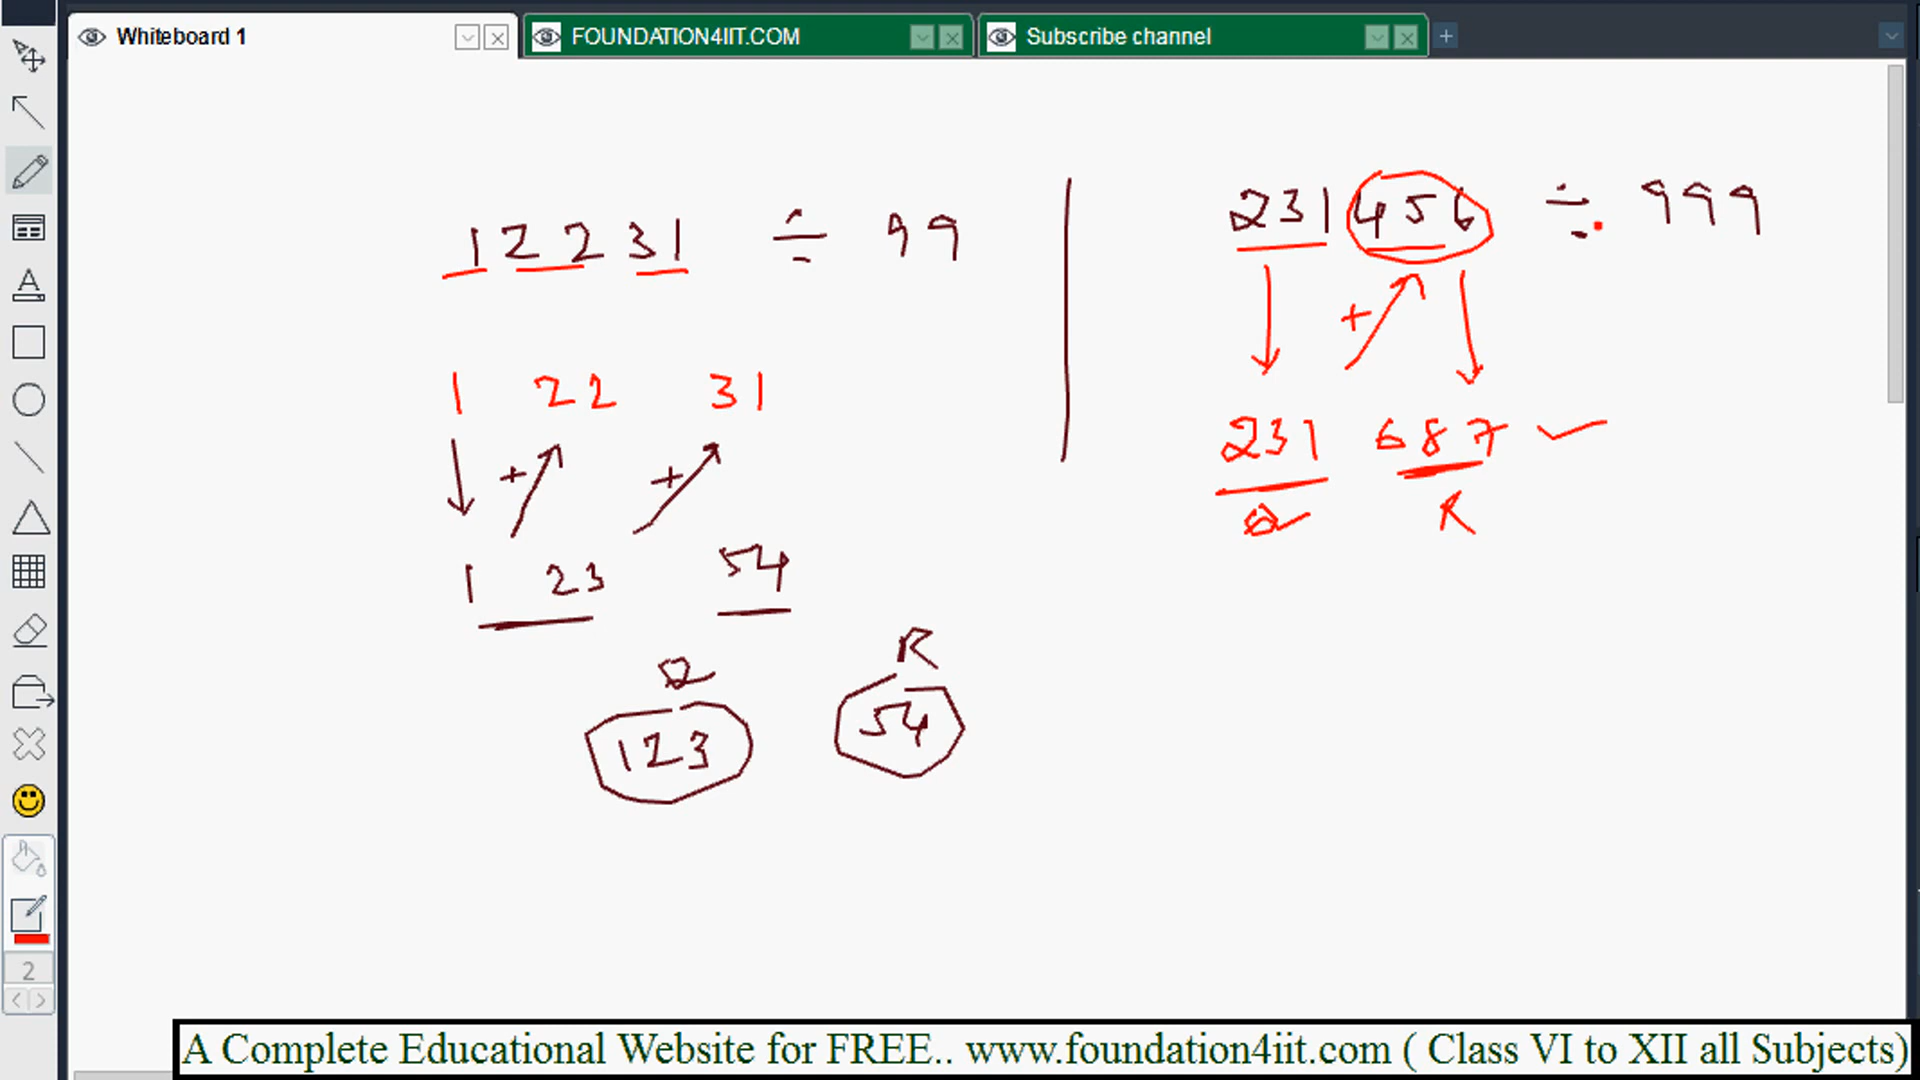 Whiteboard 1
FOUNDATION4IIT.COM
Subscribe channel
12231 ÷ 99
1 22 31
+ +
1 23 54
Q R
123 54
231456 ÷ 999
+
231 687 ✓
Q R
2
A Complete Educational Website for FREE.. www.foundation4iit.com ( Class VI to XII all Subjects)